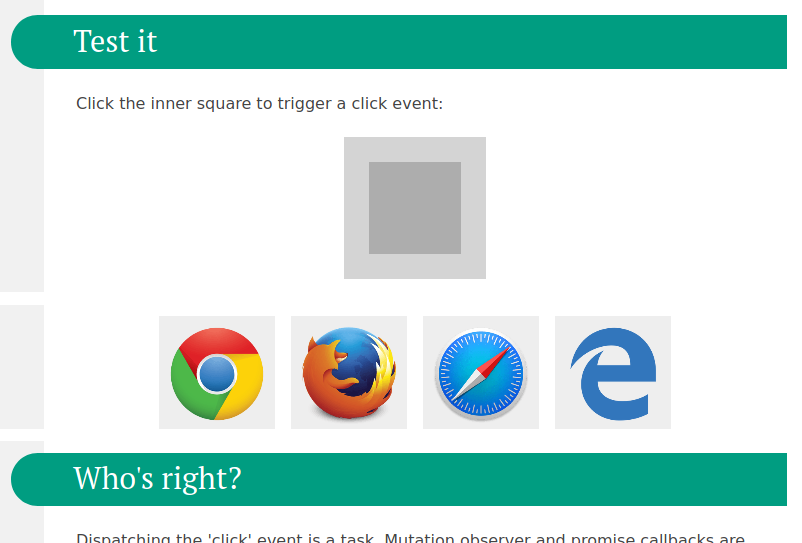 Test it
Click the inner square to trigger a click event:
Who's right?
Dispatching the 'click' event is a task. Mutation observer and promise callbacks are